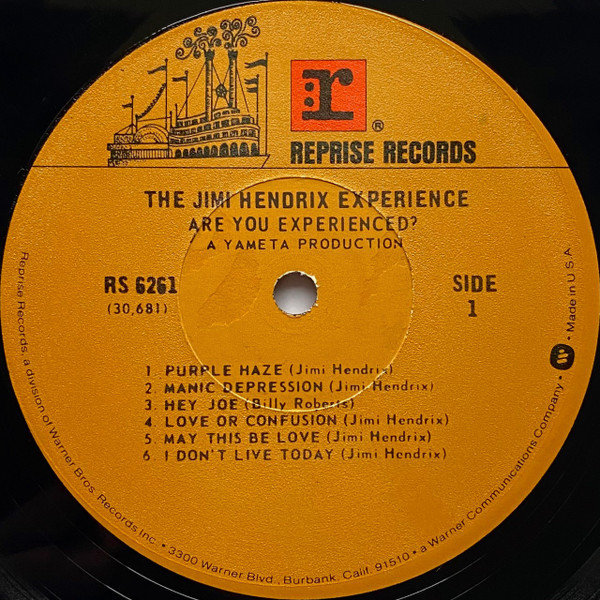 r
®
REPRISE RECORDS
THE JIMI HENDRIX EXPERIENCE
ARE YOU EXPERIENCED?
A YAMETA PRODUCTION
RS 6261
(30,681)
SIDE
1
1 PURPLE HAZE (Jimi Hendrix)
2. MANIC DEPRESSION (Jimi Hendrix)
3 HEY JOE (Billy Roberts)
4 LOVE OR CONFUSION (Jimi Hendrix)
5 MAY THIS BE LOVE (Jimi Hendrix)
6. I DON'T LIVE TODAY (Jimi Hendrix)
Reprise Records, a division of Warner Bros. Records Inc. • 3300 Warner Blvd., Burbank, Calif. 91510 • a Warner Communications Company • W • Made in U.S.A.